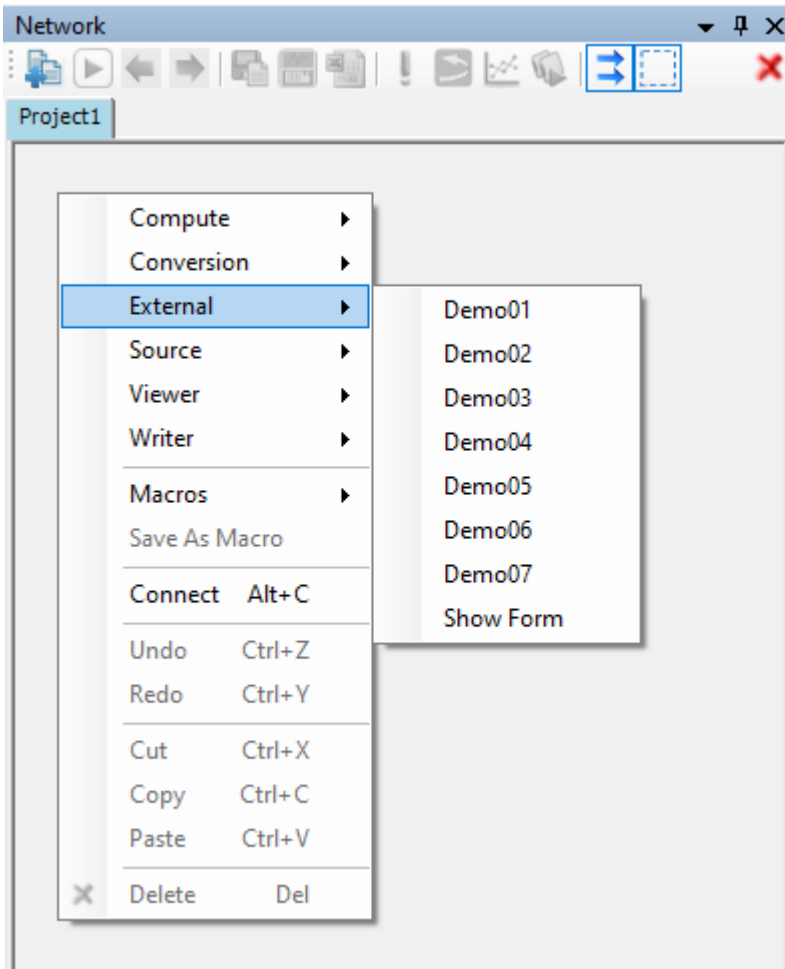 Network
Project1
Compute
Conversion
External
Source
Viewer
Writer
Macros
Save As Macro
Connect Alt+C
Undo Ctrl+Z
Redo Ctrl+Y
Cut Ctrl+X
Copy Ctrl+C
Paste Ctrl+V
Delete Del
Demo01
Demo02
Demo03
Demo04
Demo05
Demo06
Demo07
Show Form